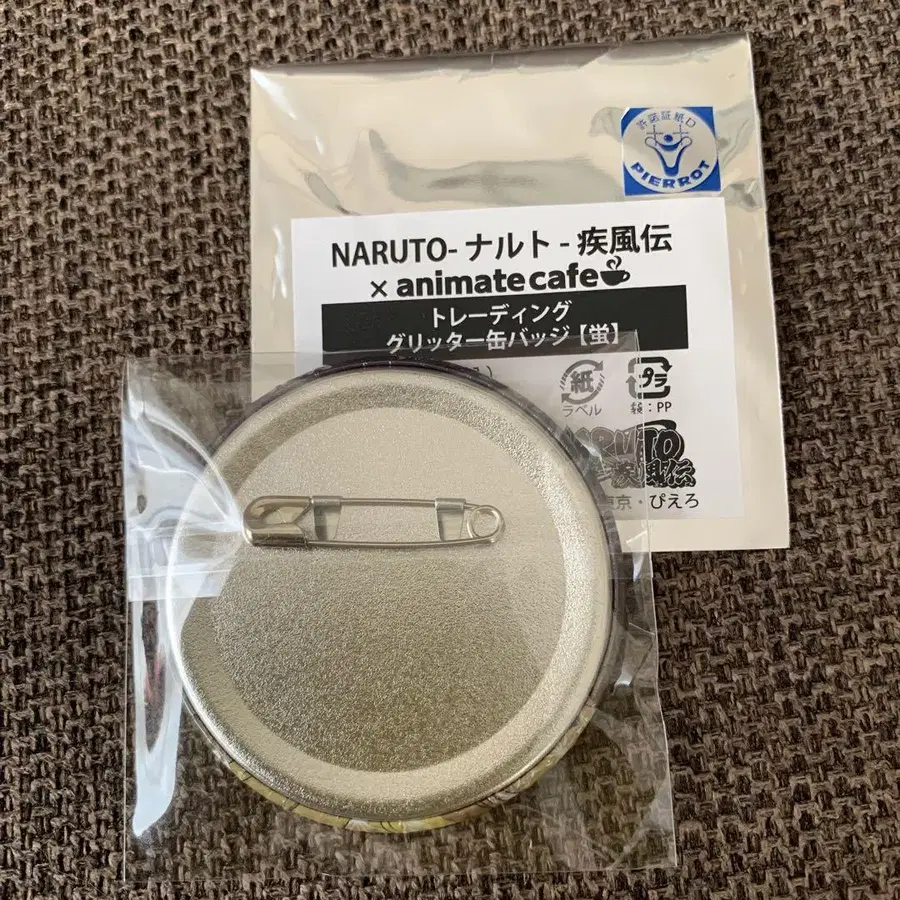 許諾証紙D
PIERROT
NARUTO-ナルト-疾風伝
× animate cafe
トレーディング
グリッター缶バッジ【蛍】
紙
プラ
ラベル
袋:PP
NARUTO
疾風伝
東京・ぴえろ